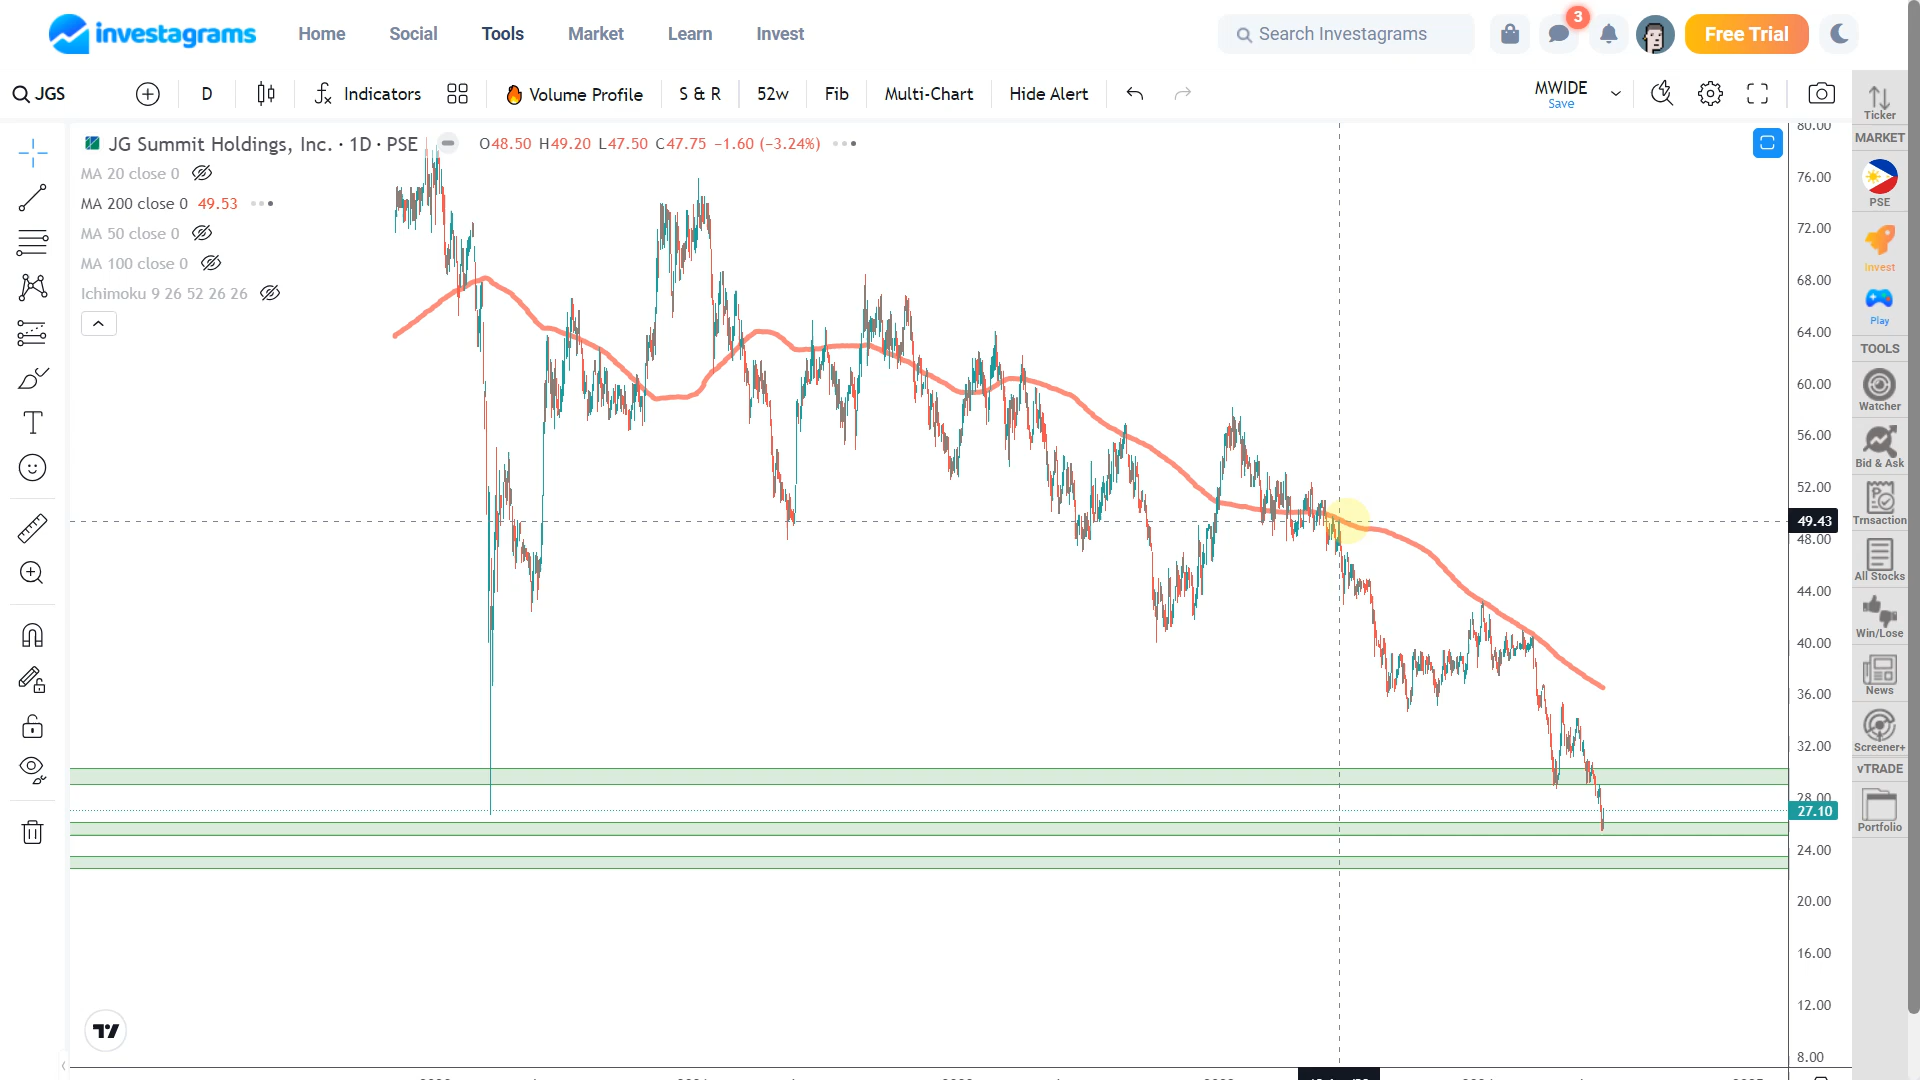 investagrams
Home Social Tools Market Learn Invest
Search Investagrams
3
Free Trial
JGS
D
Indicators
Volume Profile
S & R
52w
Fib
Multi-Chart
Hide Alert
MWIDE
Save
JG Summit Holdings, Inc. · 1D · PSE
O48.50 H49.20 L47.50 C47.75 −1.60 (−3.24%)
MA 20 close 0
MA 200 close 0 49.53
MA 50 close 0
MA 100 close 0
Ichimoku 9 26 52 26 26
80.00
76.00
72.00
68.00
64.00
60.00
56.00
52.00
49.43
48.00
44.00
40.00
36.00
32.00
28.00
27.10
24.00
20.00
16.00
12.00
8.00
Ticker
MARKET
PSE
Invest
Play
TOOLS
Watcher
Bid & Ask
Trnsaction
All Stocks
Win/Lose
News
Screener+
vTRADE
Portfolio